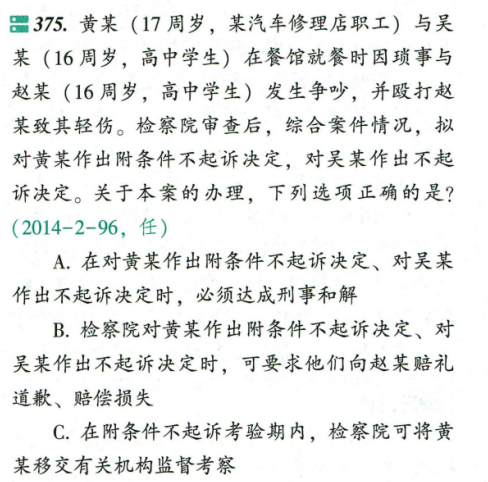 375. 黄某（17 周岁，某汽车修理店职工）与吴
某（16 周岁，高中学生）在餐馆就餐时因琐事与
赵某（16 周岁，高中学生）发生争吵，并殴打赵
某致其轻伤。检察院审查后，综合案件情况，拟
对黄某作出附条件不起诉决定，对吴某作出不起
诉决定。关于本案的办理，下列选项正确的是？
（2014-2-96，任）
A. 在对黄某作出附条件不起诉决定、对吴某
作出不起诉决定时，必须达成刑事和解
B. 检察院对黄某作出附条件不起诉决定、对
吴某作出不起诉决定时，可要求他们向赵某赔礼
道歉、赔偿损失
C. 在附条件不起诉考验期内，检察院可将黄
某移交有关机构监督考察